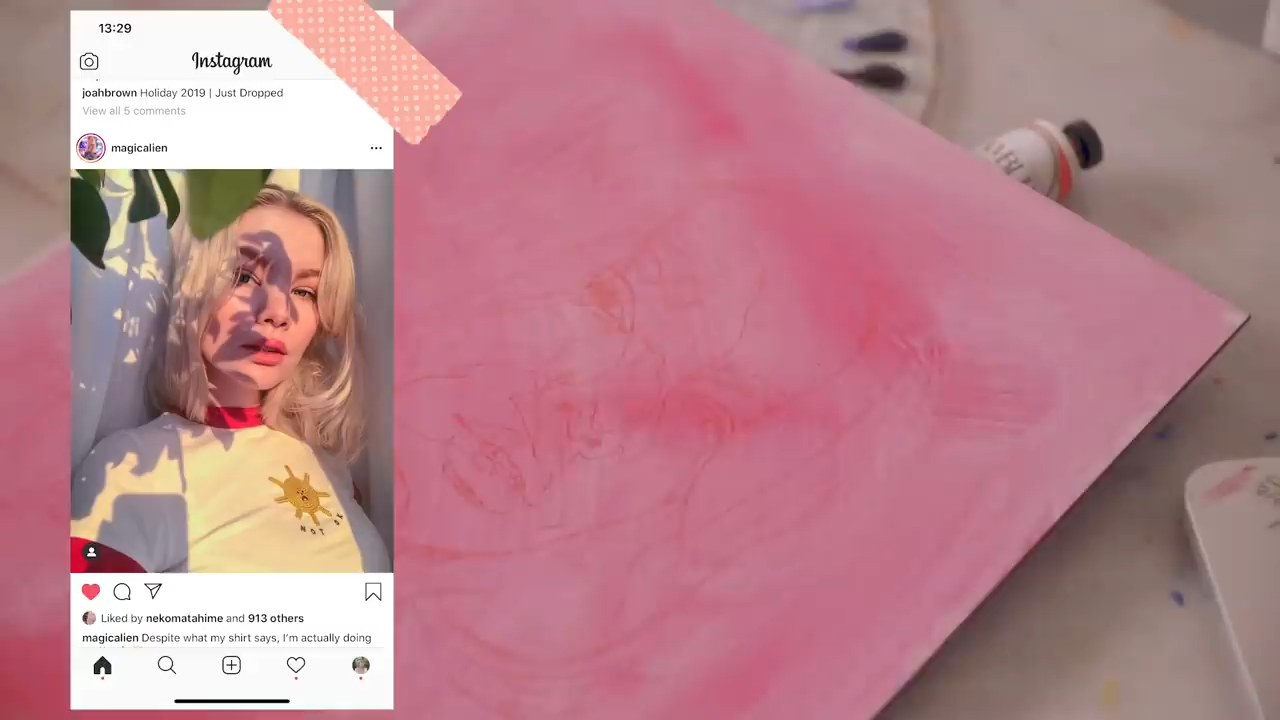 13:29
Instagram
joahbrown Holiday 2019 | Just Dropped
View all 5 comments
magicalien
NOT
Liked by nekomatahime and 913 others
magicalien Despite what my shirt says, I'm actually doing